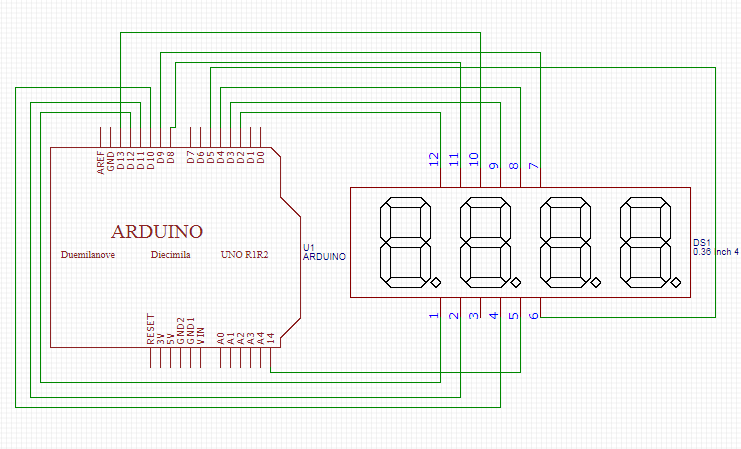 12 11 10 9 8 7
AREF GND D13 D12 D11 D10 D9 D8 D7 D6 D5 D4 D3 D2 D1 D0
ARDUINO
Duemilanove Diecimila UNO R1R2
U1
ARDUINO
DS1
0.36 Inch 4
RESET 3V 5V GND2 GND1 VIN A0 A1 A2 A3 A4 14
1 2 3 4 5 6